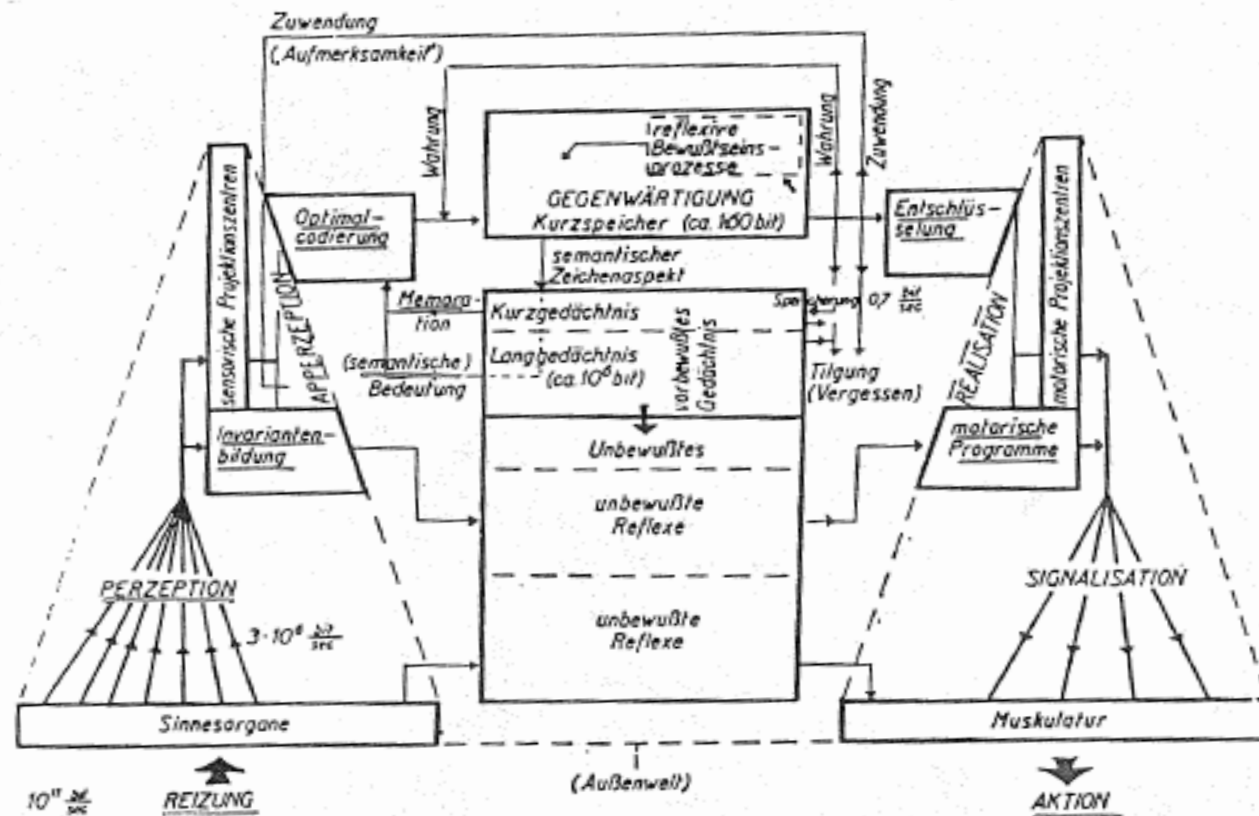 Zuwendung
("Aufmerksamkeit")
Wahrung
reflexive
Bewußtseins-
prozesse
Wahrung
Zuwendung
GEGENWÄRTIGUNG
Kurzspeicher (ca. 160 bit)
sensorische Projektionszentren
Optimal-
codierung
APPERZEPTION
Entschlüs-
selung
motorische Projektionszentren
REALISATION
semantischer
Zeichenaspekt
Memora-
tion
Kurzgedächtnis
Speicherung 0,7 bit/sec
(semantische)
Bedeutung
Langgedächtnis
(ca. 10⁶ bit)
vorbewußtes
Gedächtnis
Tilgung
(Vergessen)
Invarianten-
bildung
motorische
Programme
Unbewußtes
unbewußte
Reflexe
PERZEPTION
3·10⁶ bit/sec
SIGNALISATION
unbewußte
Reflexe
Sinnesorgane
Muskulatur
(Außenwelt)
10¹¹ bit/sec
REIZUNG
AKTION